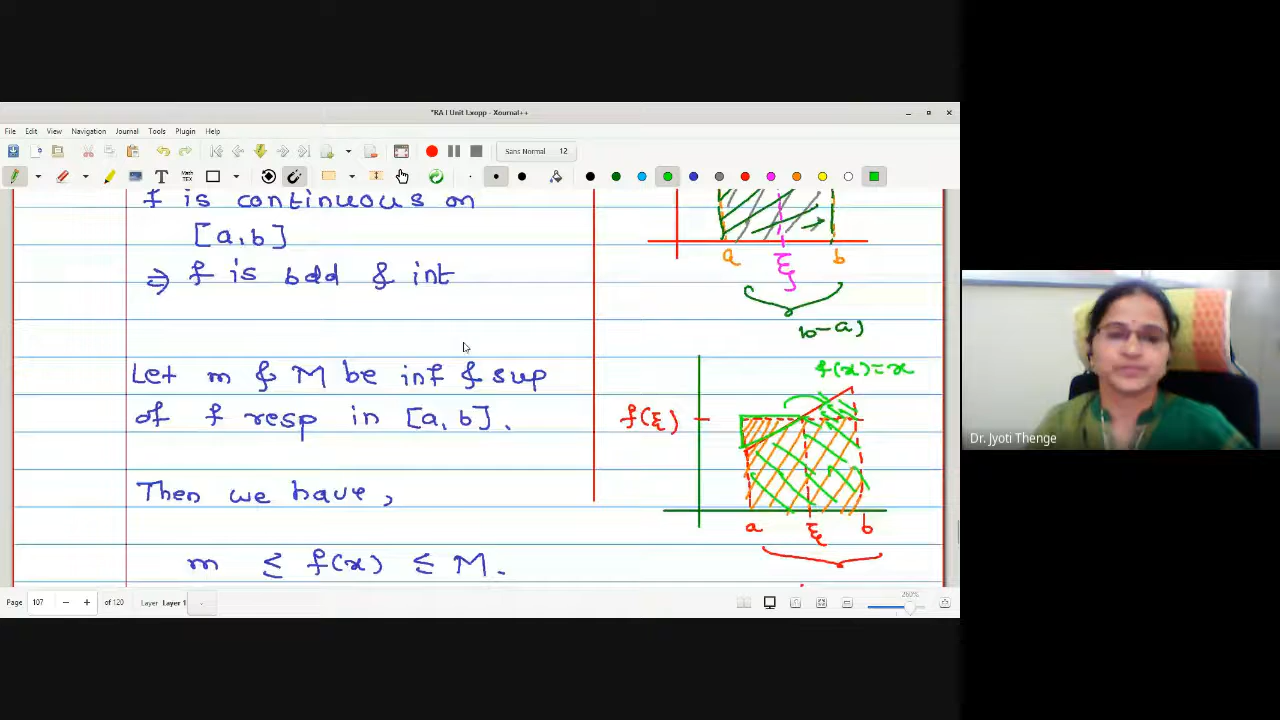 *RA I Unit I.xopp - Xournal++
File Edit View Navigation Journal Tools Plugin Help
Sans Normal 12
f is continuous on
[a, b]
⇒ f is bdd & int
Let m & M be inf & sup
of f resp in [a, b].
Then we have,
m ≤ f(x) ≤ M.
a ξ b
b-a)
f(x)=x
f(ξ)
a ξ b
Page 107 of 120 Layer Layer 1
260%
Dr. Jyoti Thenge